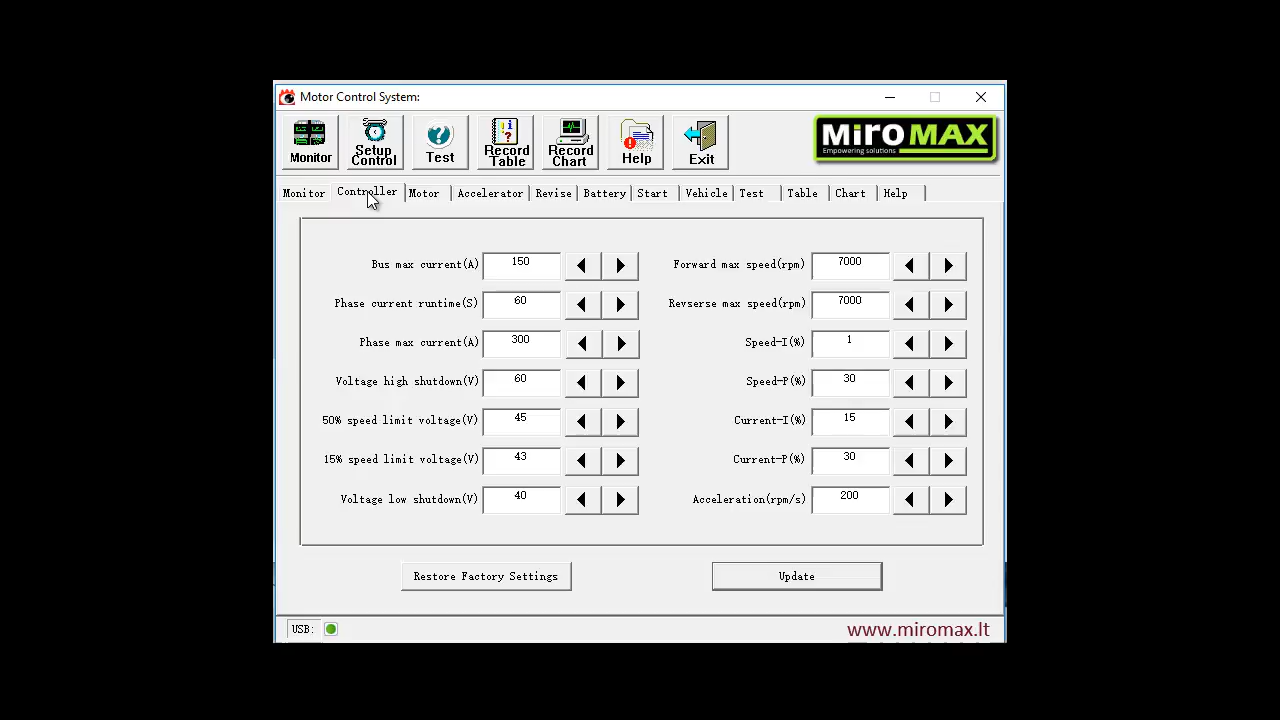 Motor Control System:
Monitor
Setup Control
Test
Record Table
Record Chart
Help
Exit
MIRO MAX
Empowering solutions
Monitor Controller Motor Accelerator Revise Battery Start Vehicle Test Table Chart Help
Bus max current(A) 150 Forward max speed(rpm) 7000
Phase current runtime(S) 60 Revserse max speed(rpm) 7000
Phase max current(A) 300 Speed-I(%) 1
Voltage high shutdown(V) 60 Speed-P(%) 30
50% speed limit voltage(V) 45 Current-I(%) 15
15% speed limit voltage(V) 43 Current-P(%) 30
Voltage low shutdown(V) 40 Acceleration(rpm/s) 200
Restore Factory Settings Update
USB: www.miromax.lt